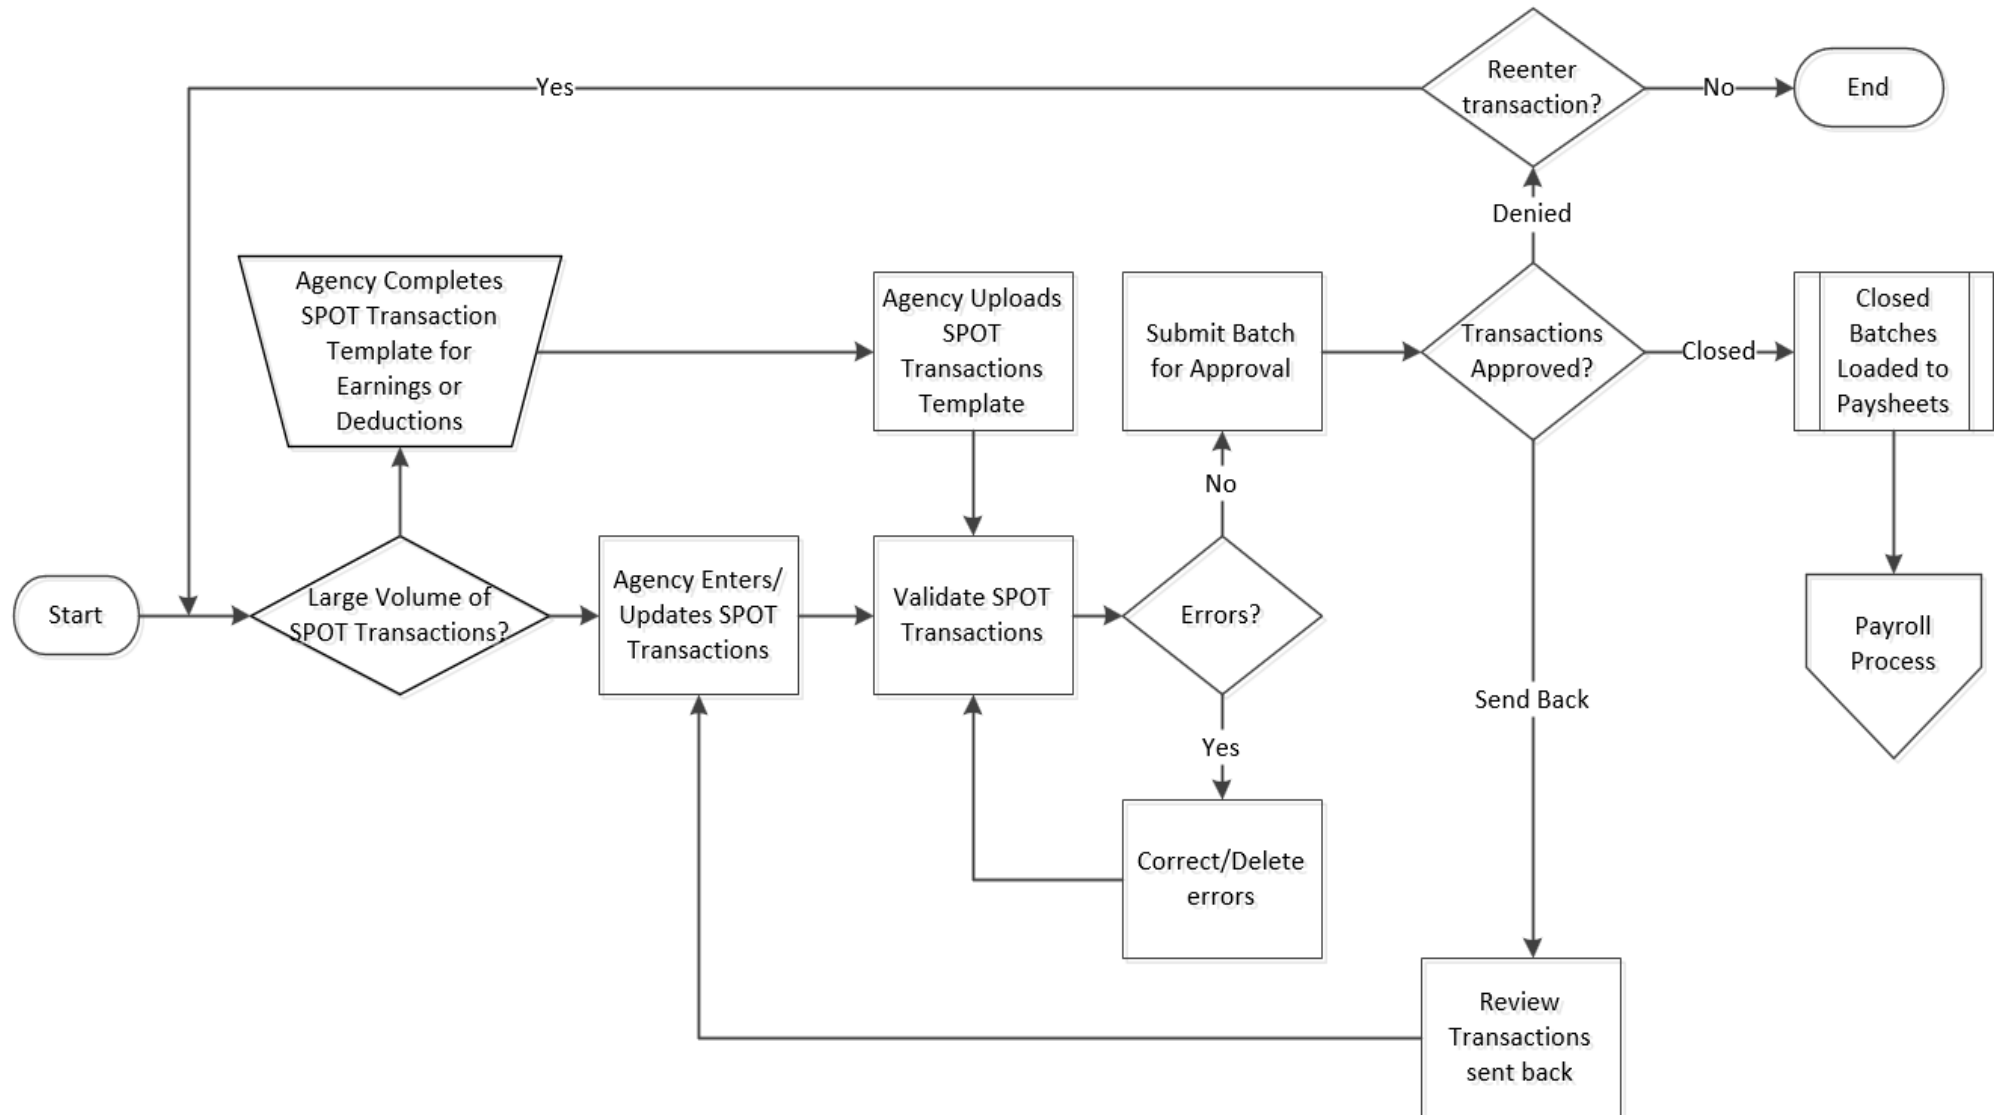 Reenter
transaction?
Yes
No
End
Denied
Agency Completes
SPOT Transaction
Template for
Earnings or
Deductions
Agency Uploads
SPOT
Transactions
Template
Submit Batch
for Approval
Transactions
Approved?
Closed
Closed
Batches
Loaded to
Paysheets
No
Start
Large Volume of
SPOT Transactions?
Agency Enters/
Updates SPOT
Transactions
Validate SPOT
Transactions
Errors?
Payroll
Process
Send Back
Yes
Correct/Delete
errors
Review
Transactions
sent back